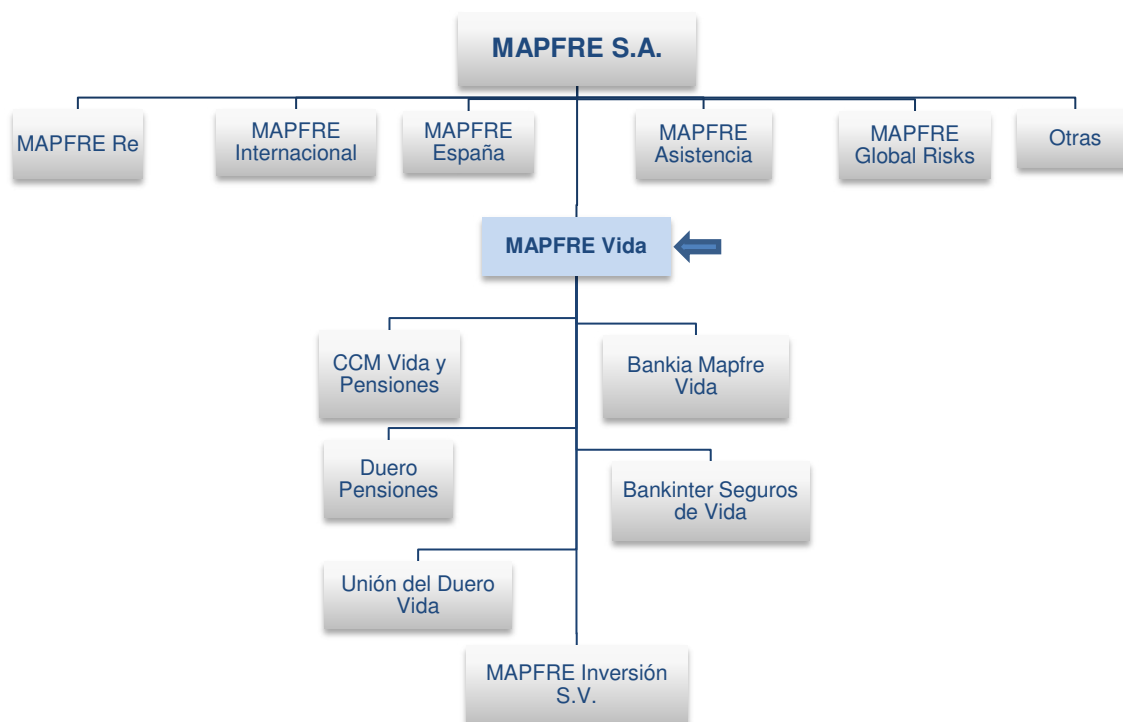 MAPFRE S.A.
MAPFRE Re
MAPFRE
Internacional
MAPFRE
España
MAPFRE
Asistencia
MAPFRE
Global Risks
Otras
MAPFRE Vida
CCM Vida y
Pensiones
Bankia Mapfre
Vida
Duero
Pensiones
Bankinter Seguros
de Vida
Unión del Duero
Vida
MAPFRE Inversión
S.V.